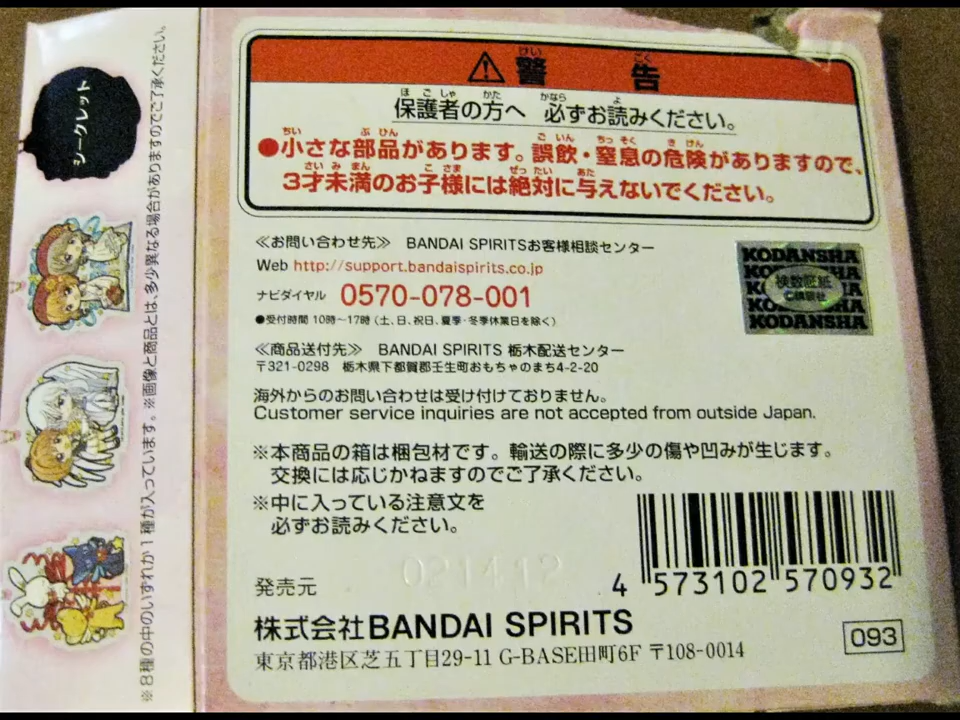 シークレット
※8種の中のいずれか1種が入っています。※画像と商品とは、多少異なる場合がありますのでご了承ください。
警告
保護者の方へ 必ずお読みください。
●小さな部品があります。誤飲・窒息の危険がありますので、
3才未満のお子様には絶対に与えないでください。
≪お問い合わせ先≫ BANDAI SPIRITSお客様相談センター
Web http://support.bandaispirits.co.jp
ナビダイヤル 0570-078-001
●受付時間 10時〜17時 (土、日、祝日、夏季・冬季休業日を除く)
KODANSHA
検数証紙
©講談社
KODANSHA
≪商品送付先≫ BANDAI SPIRITS 栃木配送センター
〒321-0298 栃木県下都賀郡壬生町おもちゃのまち4-2-20
海外からのお問い合わせは受け付けておりません。
Customer service inquiries are not accepted from outside Japan.
※本商品の箱は梱包材です。輸送の際に多少の傷や凹みが生じます。
交換には応じかねますのでご了承ください。
※中に入っている注意文を
必ずお読みください。
4 573102 570932
発売元
株式会社BANDAI SPIRITS
東京都港区芝五丁目29-11 G-BASE田町6F 〒108-0014
093